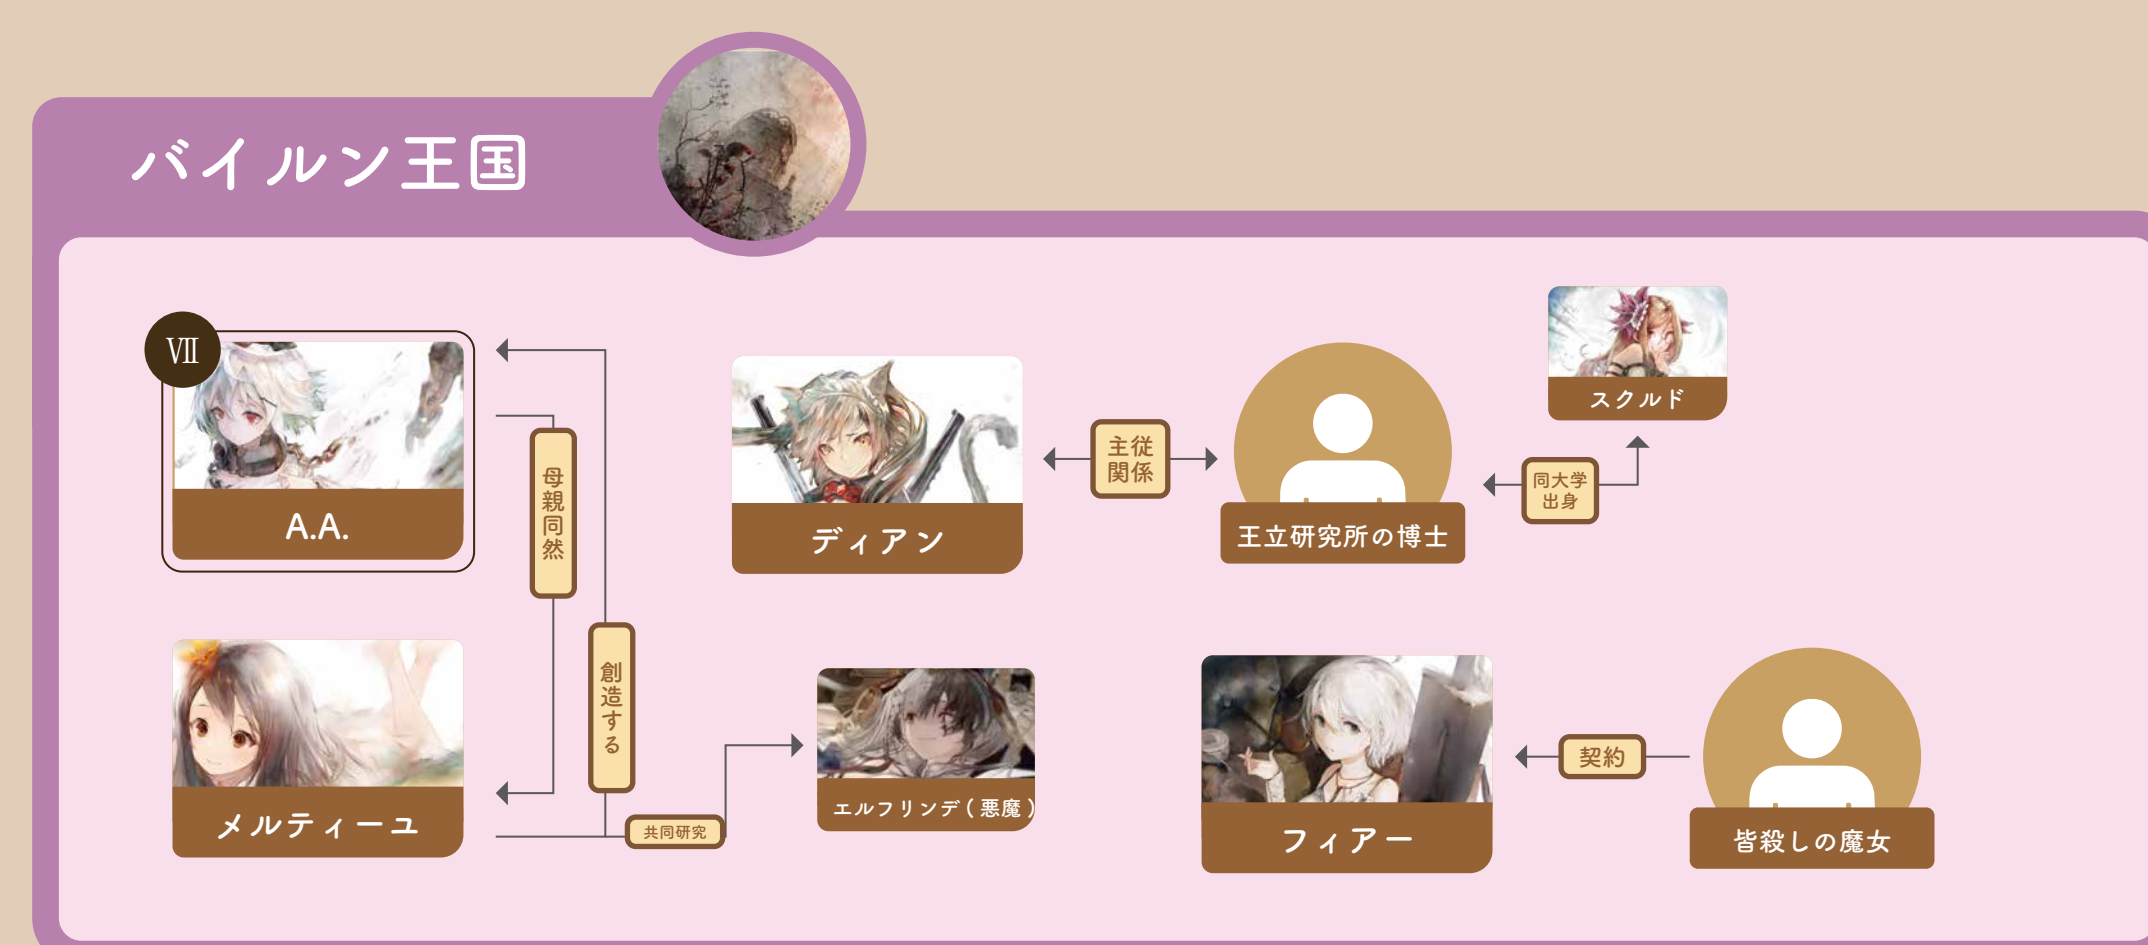 バイルン王国
Ⅶ
A.A.
母親同然
創造する
メルティーユ
共同研究
エルフリンデ(悪魔)
ディアン
主従
関係
王立研究所の博士
同大学
出身
スクルド
フィアー
契約
皆殺しの魔女